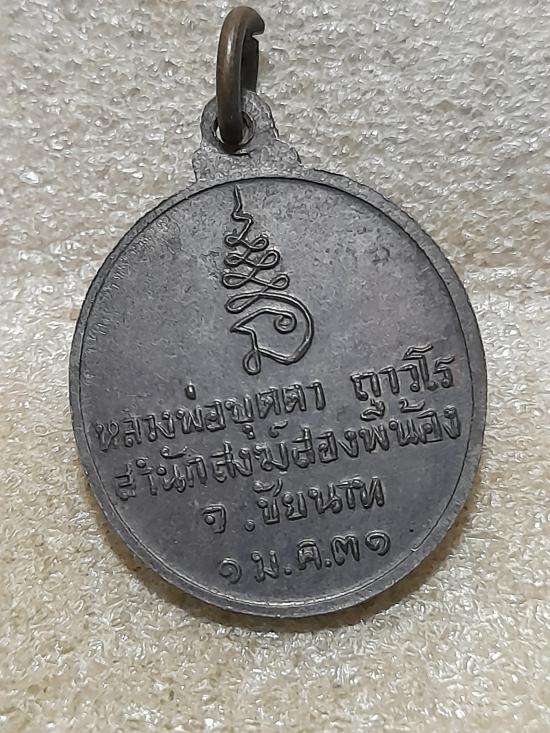 หลวงพ่อพุตตา ถาวโร
สำนักสงฆ์สองพี่น้อง
จ.ชัยนาท
๑ ม.ค.๓๑